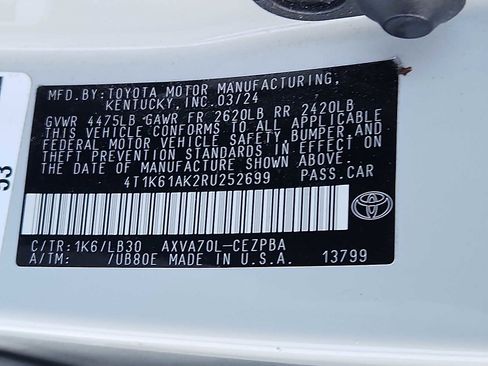 MFD.BY:TOYOTA MOTOR MANUFACTURING,
KENTUCKY, INC.03/24
GVWR 4475LB GAWR FR 2620LB RR 2420LB
THIS VEHICLE CONFORMS TO ALL APPLICABLE
FEDERAL MOTOR VEHICLE SAFETY,BUMPER,AND
THEFT PREVENTION STANDARDS IN EFFECT ON
THE DATE OF MANUFACTURE SHOWN ABOVE.
4T1K61AK2RU252699 PASS.CAR
C/TR:1K6/LB30 AXVA70L-CEZPBA
A/TM: /UB80E MADE IN U.S.A. 13799
53